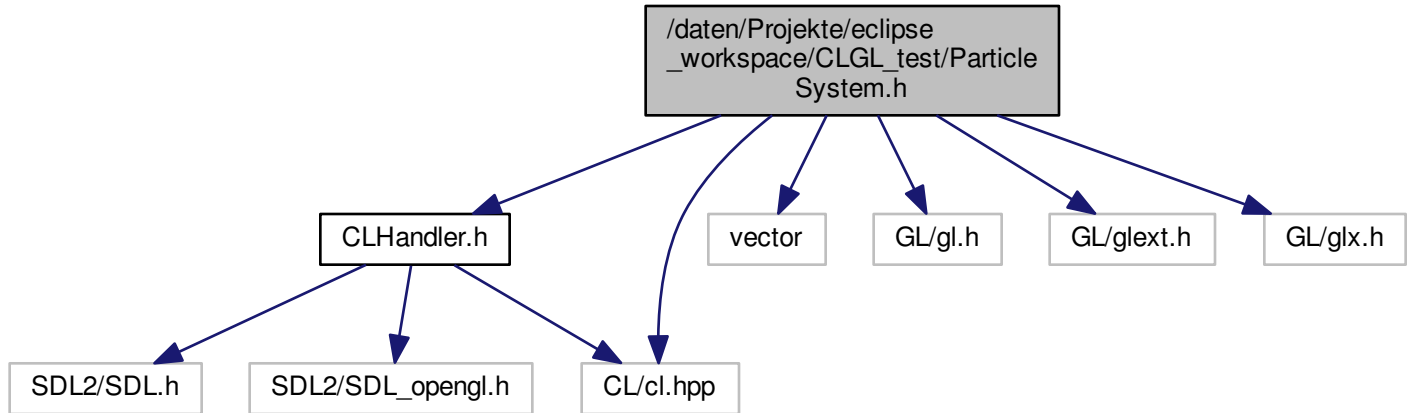 /daten/Projekte/eclipse
_workspace/CLGL_test/Particle
System.h
CLHandler.h
vector
GL/gl.h
GL/glext.h
GL/glx.h
SDL2/SDL.h
SDL2/SDL_opengl.h
CL/cl.hpp